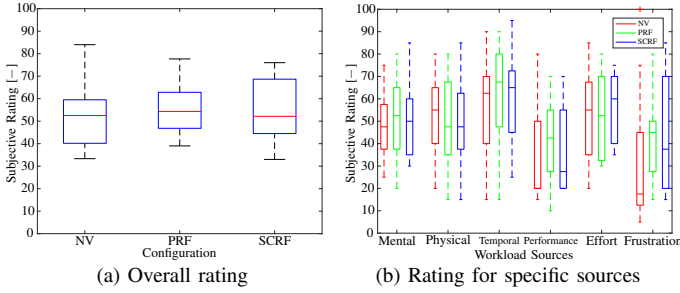 100
90
80
70
60
50
40
30
20
10
0
Subjective Rating [−]
NV
PRF
SCRF
Configuration
(a) Overall rating
100
90
80
70
60
50
40
30
20
10
0
Subjective Rating [−]
NV
PRF
SCRF
Mental Physical Temporal Performance Effort Frustration
Workload Sources
(b) Rating for specific sources